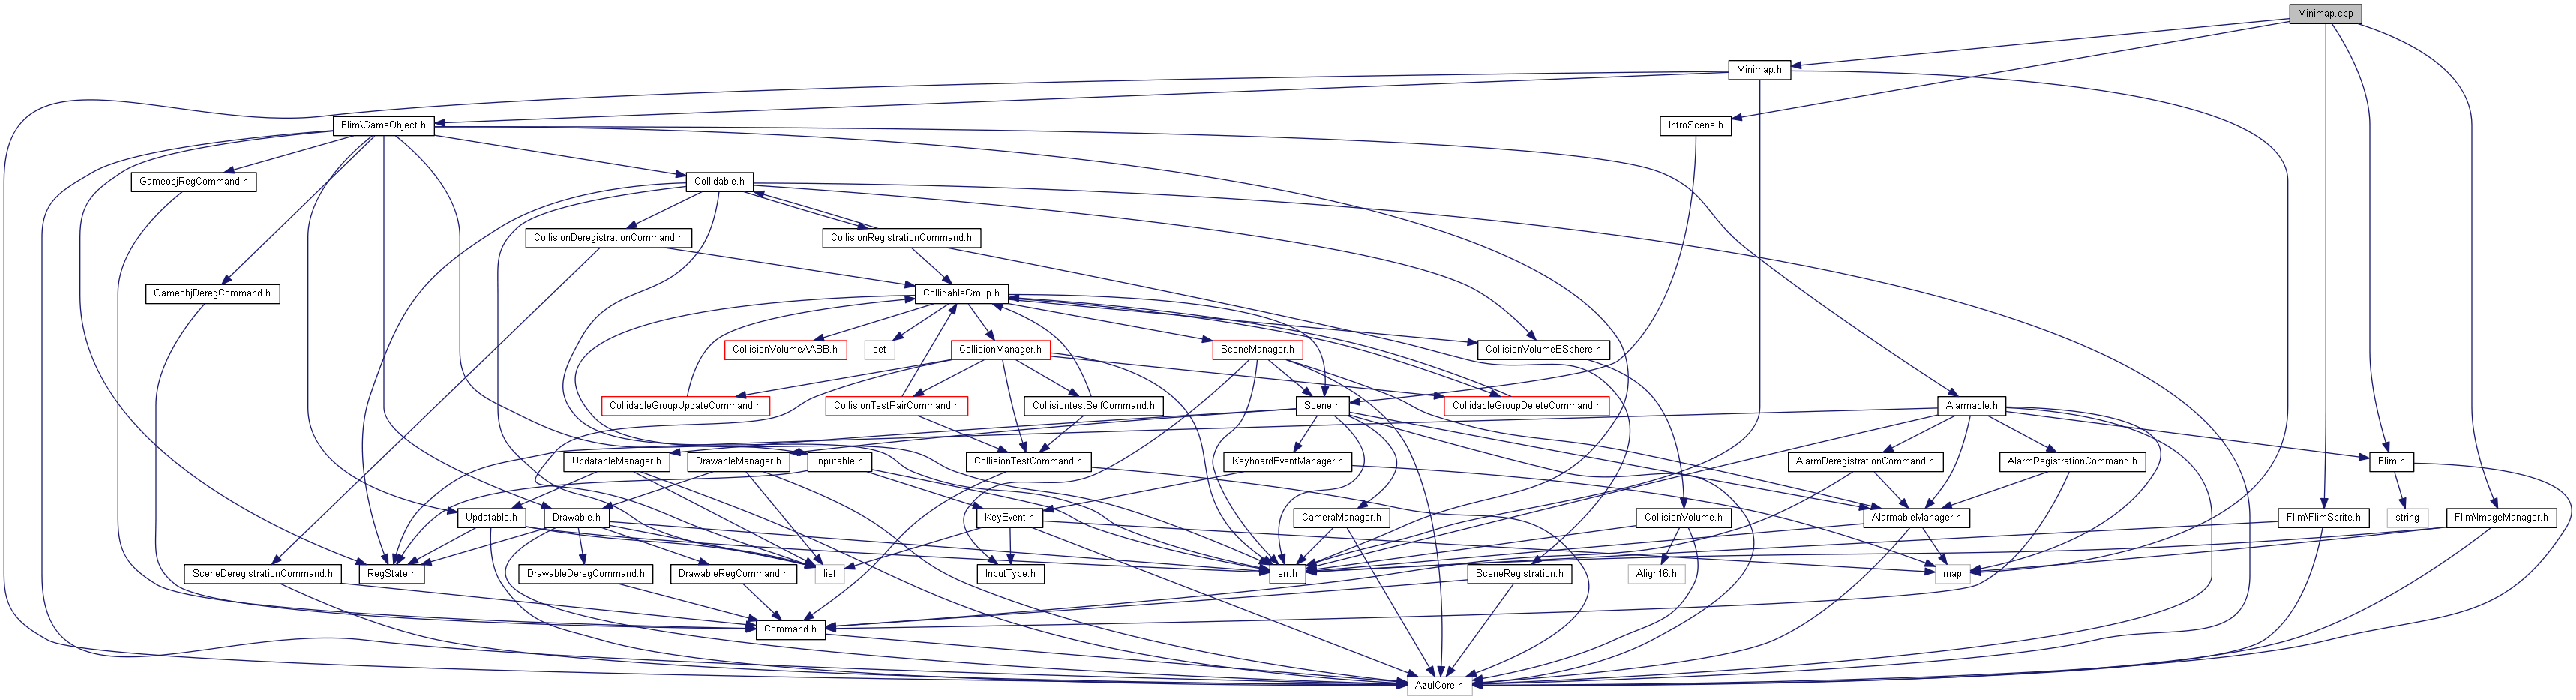 Minimap.cpp
Minimap.h
Flim\GameObject.h
IntroScene.h
GameobjRegCommand.h
Collidable.h
CollisionDeregistrationCommand.h
CollisionRegistrationCommand.h
GameobjDeregCommand.h
CollidableGroup.h
CollisionVolumeAABB.h
set
CollisionManager.h
SceneManager.h
CollisionVolumeBSphere.h
CollidableGroupUpdateCommand.h
CollisionTestPairCommand.h
CollisiontestSelfCommand.h
Scene.h
CollidableGroupDeleteCommand.h
Alarmable.h
UpdatableManager.h
DrawableManager.h
Inputable.h
CollisionTestCommand.h
KeyboardEventManager.h
AlarmDeregistrationCommand.h
AlarmRegistrationCommand.h
Flim.h
Updatable.h
Drawable.h
KeyEvent.h
CameraManager.h
CollisionVolume.h
AlarmableManager.h
Flim\FlimSprite.h
string
Flim\ImageManager.h
SceneDeregistrationCommand.h
RegState.h
DrawableDeregCommand.h
DrawableRegCommand.h
list
InputType.h
err.h
SceneRegistration.h
Align16.h
map
Command.h
AzulCore.h